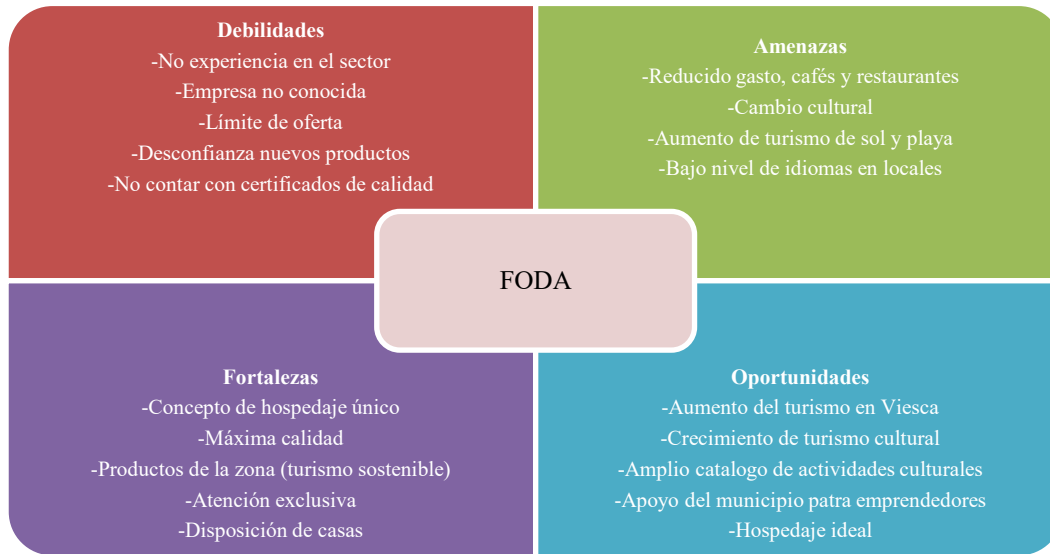 Debilidades
-No experiencia en el sector
-Empresa no conocida
-Límite de oferta
-Desconfianza nuevos productos
-No contar con certificados de calidad
Amenazas
-Reducido gasto, cafés y restaurantes
-Cambio cultural
-Aumento de turismo de sol y playa
-Bajo nivel de idiomas en locales
FODA
Fortalezas
-Concepto de hospedaje único
-Máxima calidad
-Productos de la zona (turismo sostenible)
-Atención exclusiva
-Disposición de casas
Oportunidades
-Aumento del turismo en Viesca
-Crecimiento de turismo cultural
-Amplio catalogo de actividades culturales
-Apoyo del municipio patra emprendedores
-Hospedaje ideal